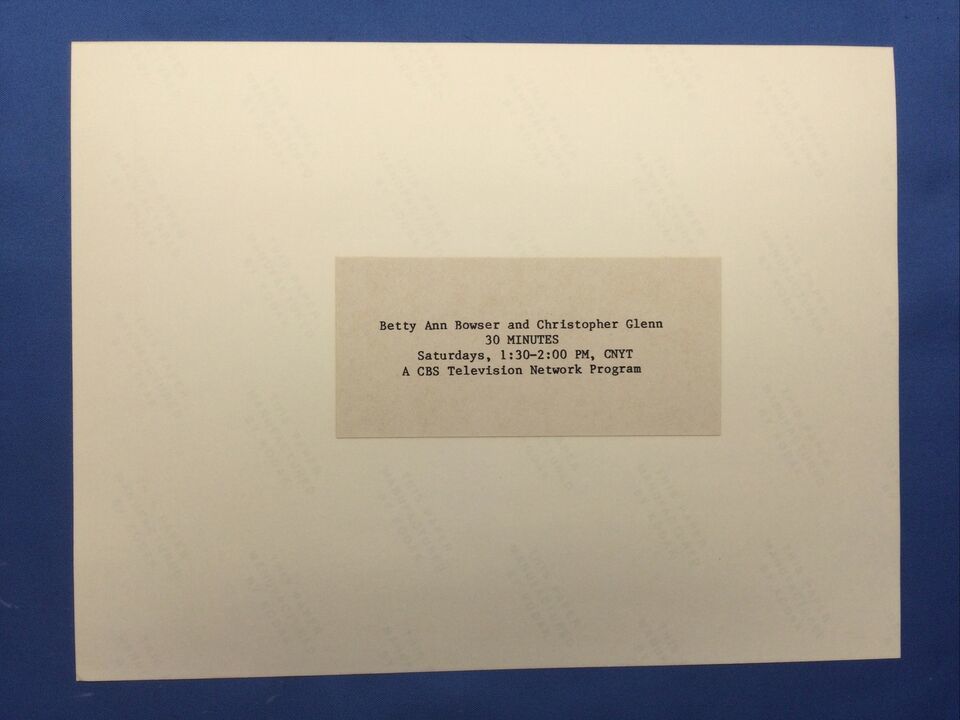 Betty Ann Bowser and Christopher Glenn
30 MINUTES
Saturdays, 1:30-2:00 PM, CNYT
A CBS Television Network Program